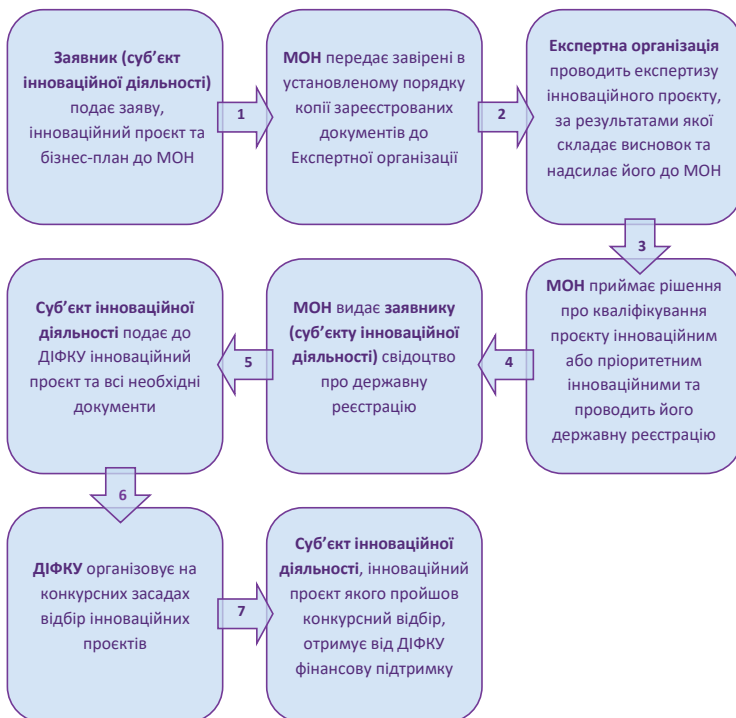 Заявник (суб’єкт
інноваційної діяльності)
подає заяву,
інноваційний проєкт та
бізнес-план до МОН
1
МОН передає завірені в
установленому порядку
копії зареєстрованих
документів до
Експертної організації
2
Експертна організація
проводить експертизу
інноваційного проєкту,
за результатами якої
складає висновок та
надсилає його до МОН
3
МОН приймає рішення
про кваліфікування
проєкту інноваційним
або пріоритетним
інноваційними та
проводить його
державну реєстрацію
4
МОН видає заявнику
(суб’єкту інноваційної
діяльності) свідоцтво
про державну
реєстрацію
5
Суб’єкт інноваційної
діяльності подає до
ДІФКУ інноваційний
проєкт та всі необхідні
документи
6
ДІФКУ організовує на
конкурсних засадах
відбір інноваційних
проєктів
7
Суб’єкт інноваційної
діяльності, інноваційний
проєкт якого пройшов
конкурсний відбір,
отримує від ДІФКУ
фінансову підтримку